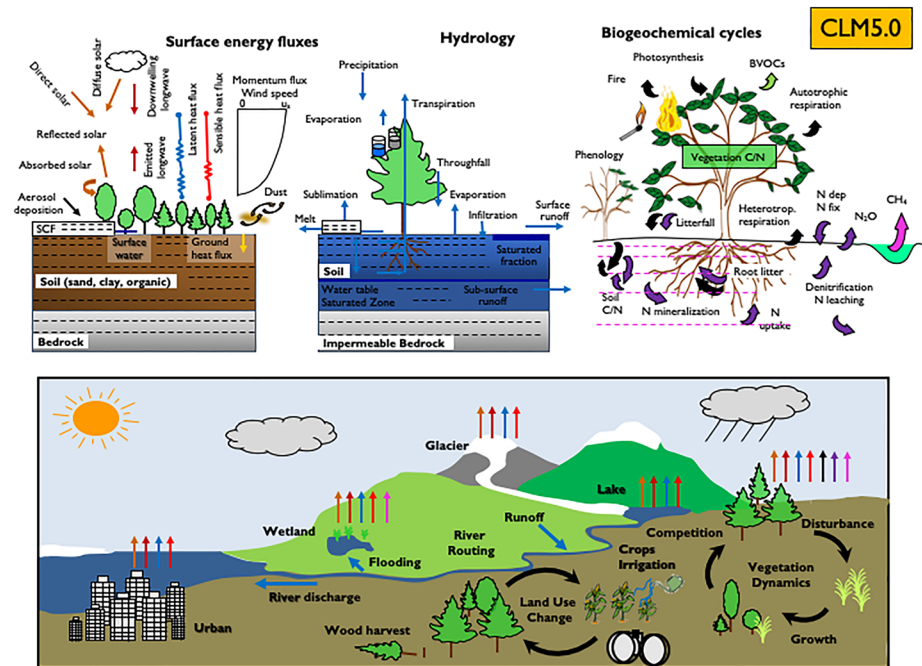 CLM5.0
Surface energy fluxes
Direct solar
Diffuse solar
Downwelling
longwave
Reflected solar
Absorbed solar
Emitted
longwave
Latent heat flux
Sensible heat flux
Momentum flux
Wind speed
0
Dust
Aerosol
deposition
SCF
Surface
water
Ground
heat flux
Soil (sand, clay, organic)
Bedrock
Hydrology
Precipitation
Evaporation
Transpiration
Throughfall
Sublimation
Evaporation
Melt
Infiltration
Surface
runoff
Saturated
fraction
Soil
Water table
Saturated Zone
Sub-surface
runoff
Impermeable Bedrock
Biogeochemical cycles
Photosynthesis
BVOCs
Fire
Autotrophic
respiration
Phenology
Vegetation C/N
Litterfall
Heterotrop.
respiration
N dep
N fix
N₂O
CH₄
Root litter
Soil
C/N
N mineralization
N
uptake
Denitrification
N leaching
Glacier
Lake
Wetland
River
Routing
Runoff
Flooding
River discharge
Urban
Wood harvest
Land Use
Change
Crops
Irrigation
Competition
Disturbance
Vegetation
Dynamics
Growth